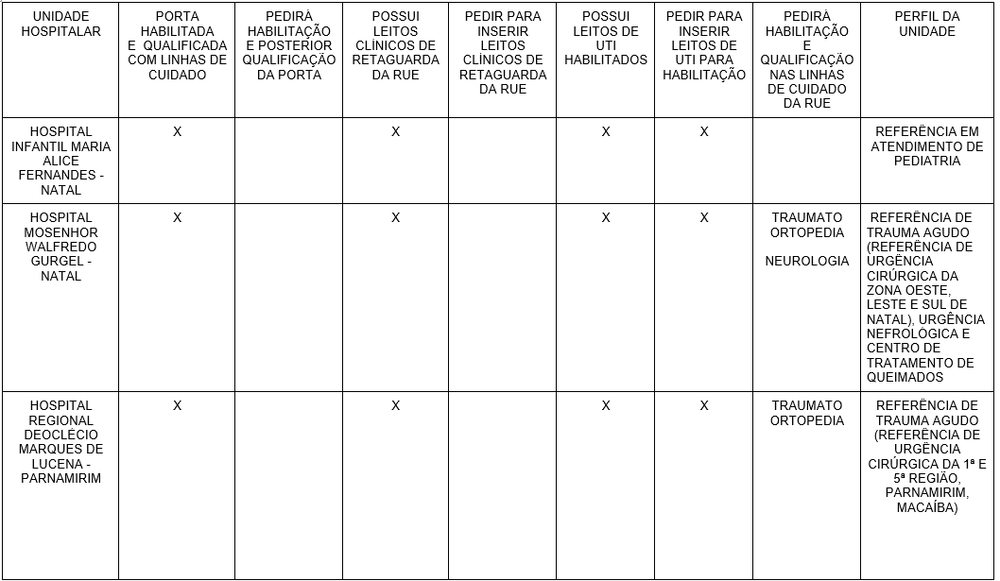 UNIDADE
HOSPITALAR
PORTA
HABILITADA
E QUALIFICADA
COM LINHAS DE
CUIDADO
PEDIRÁ
HABILITAÇÃO
E POSTERIOR
QUALIFICAÇÃO
DA PORTA
POSSUI
LEITOS
CLÍNICOS DE
RETAGUARDA
DA RUE
PEDIR PARA
INSERIR
LEITOS
CLÍNICOS DE
RETAGUARDA
DA RUE
POSSUI
LEITOS DE
UTI
HABILITADOS
PEDIR PARA
INSERIR
LEITOS DE
UTI PARA
HABILITAÇÃO
PEDIRÁ
HABILITAÇÃO
E
QUALIFICAÇÃO
NAS LINHAS
DE CUIDADO
DA RUE
PERFIL DA
UNIDADE
HOSPITAL
INFANTIL MARIA
ALICE
FERNANDES -
NATAL
X
X
X
X
REFERÊNCIA EM
ATENDIMENTO DE
PEDIATRIA
HOSPITAL
MOSENHOR
WALFREDO
GURGEL -
NATAL
X
X
X
X
TRAUMATO
ORTOPEDIA
NEUROLOGIA
REFERÊNCIA DE
TRAUMA AGUDO
(REFERÊNCIA DE
URGÊNCIA
CIRÚRGICA DA
ZONA OESTE,
LESTE E SUL DE
NATAL), URGÊNCIA
NEFROLÓGICA E
CENTRO DE
TRATAMENTO DE
QUEIMADOS
HOSPITAL
REGIONAL
DEOCLÉCIO
MARQUES DE
LUCENA -
PARNAMIRIM
X
X
X
X
TRAUMATO
ORTOPEDIA
REFERÊNCIA DE
TRAUMA AGUDO
(REFERÊNCIA DE
URGÊNCIA
CIRÚRGICA DA 1ª E
5ª REGIÃO,
PARNAMIRIM,
MACAÍBA)